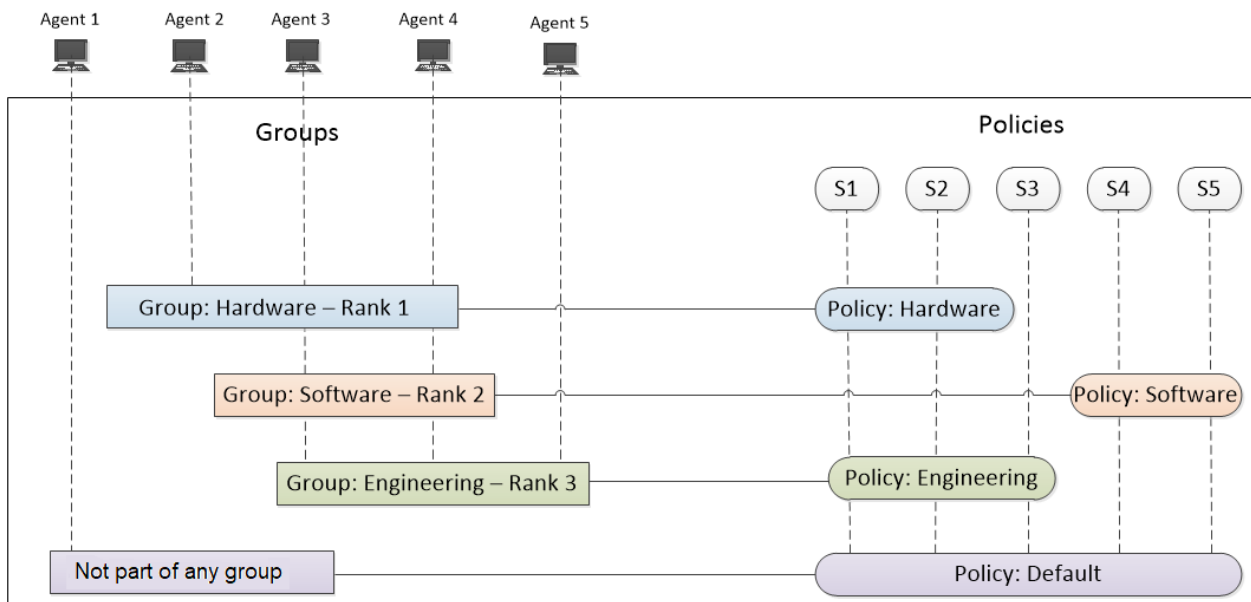 Agent 1
Agent 2
Agent 3
Agent 4
Agent 5
Groups
Policies
S1
S2
S3
S4
S5
Group: Hardware – Rank 1
Policy: Hardware
Group: Software – Rank 2
Policy: Software
Group: Engineering – Rank 3
Policy: Engineering
Not part of any group
Policy: Default